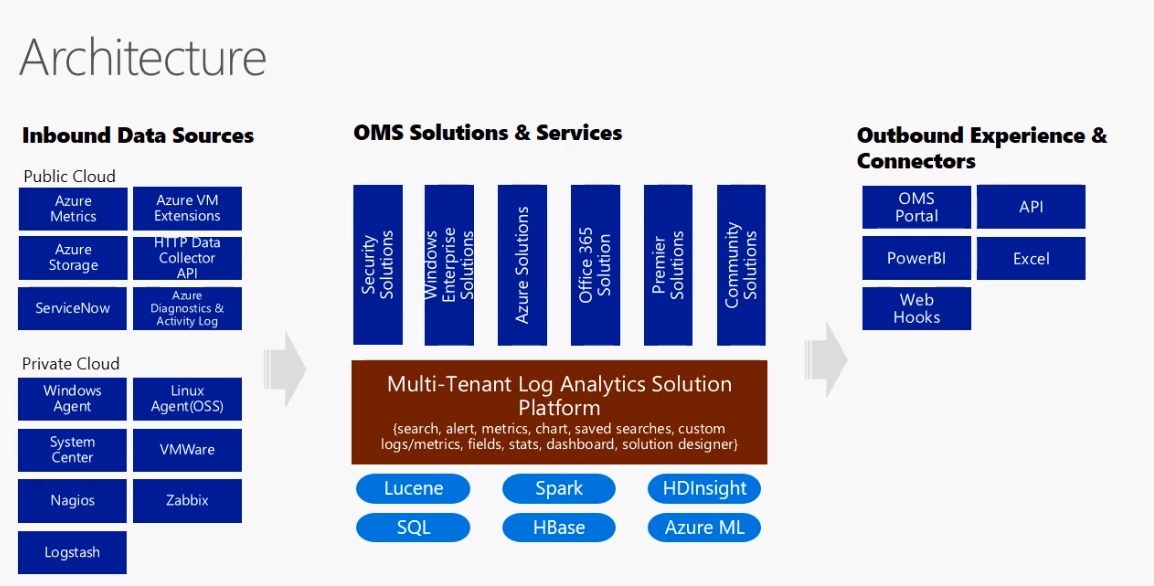 Architecture
Inbound Data Sources
Public Cloud
Azure
Metrics
Azure VM
Extensions
Azure
Storage
HTTP Data
Collector
API
ServiceNow
Azure
Diagnostics &
Activity Log
Private Cloud
Windows
Agent
Linux
Agent(OSS)
System
Center
VMWare
Nagios
Zabbix
Logstash
OMS Solutions & Services
Security
Solutions
Windows
Enterprise
Solutions
Azure Solutions
Office 365
Solution
Premier
Solutions
Community
Solutions
Multi-Tenant Log Analytics Solution
Platform
{search, alert, metrics, chart, saved searches, custom
logs/metrics, fields, stats, dashboard, solution designer}
Lucene
Spark
HDInsight
SQL
HBase
Azure ML
Outbound Experience &
Connectors
OMS
Portal
API
PowerBI
Excel
Web
Hooks